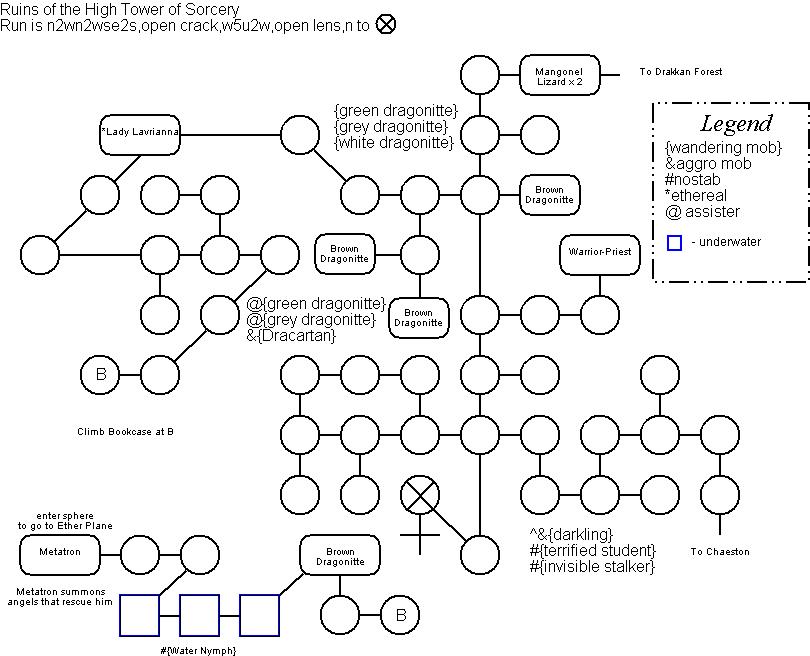 Ruins of the High Tower of Sorcery
Run is n2wn2wse2s,open crack,w5u2w,open lens,n to
Mangonel
Lizard x 2
To Drakkan Forest
{green dragonitte}
{grey dragonitte}
{white dragonitte}
*Lady Lavrianna
Legend
{wandering mob}
&aggro mob
#nostab
*ethereal
@ assister
- underwater
Brown
Dragonitte
Brown
Dragonitte
Warrior-Priest
@{green dragonitte}
@{grey dragonitte}
&{Dracartan}
Brown
Dragonitte
B
Climb Bookcase at B
enter sphere
to go to Ether Plane
Metatron
Brown
Dragonitte
^&{darkling}
#{terrified student}
#{invisible stalker}
To Chaeston
Metatron summons
angels that rescue him
B
#{Water Nymph}